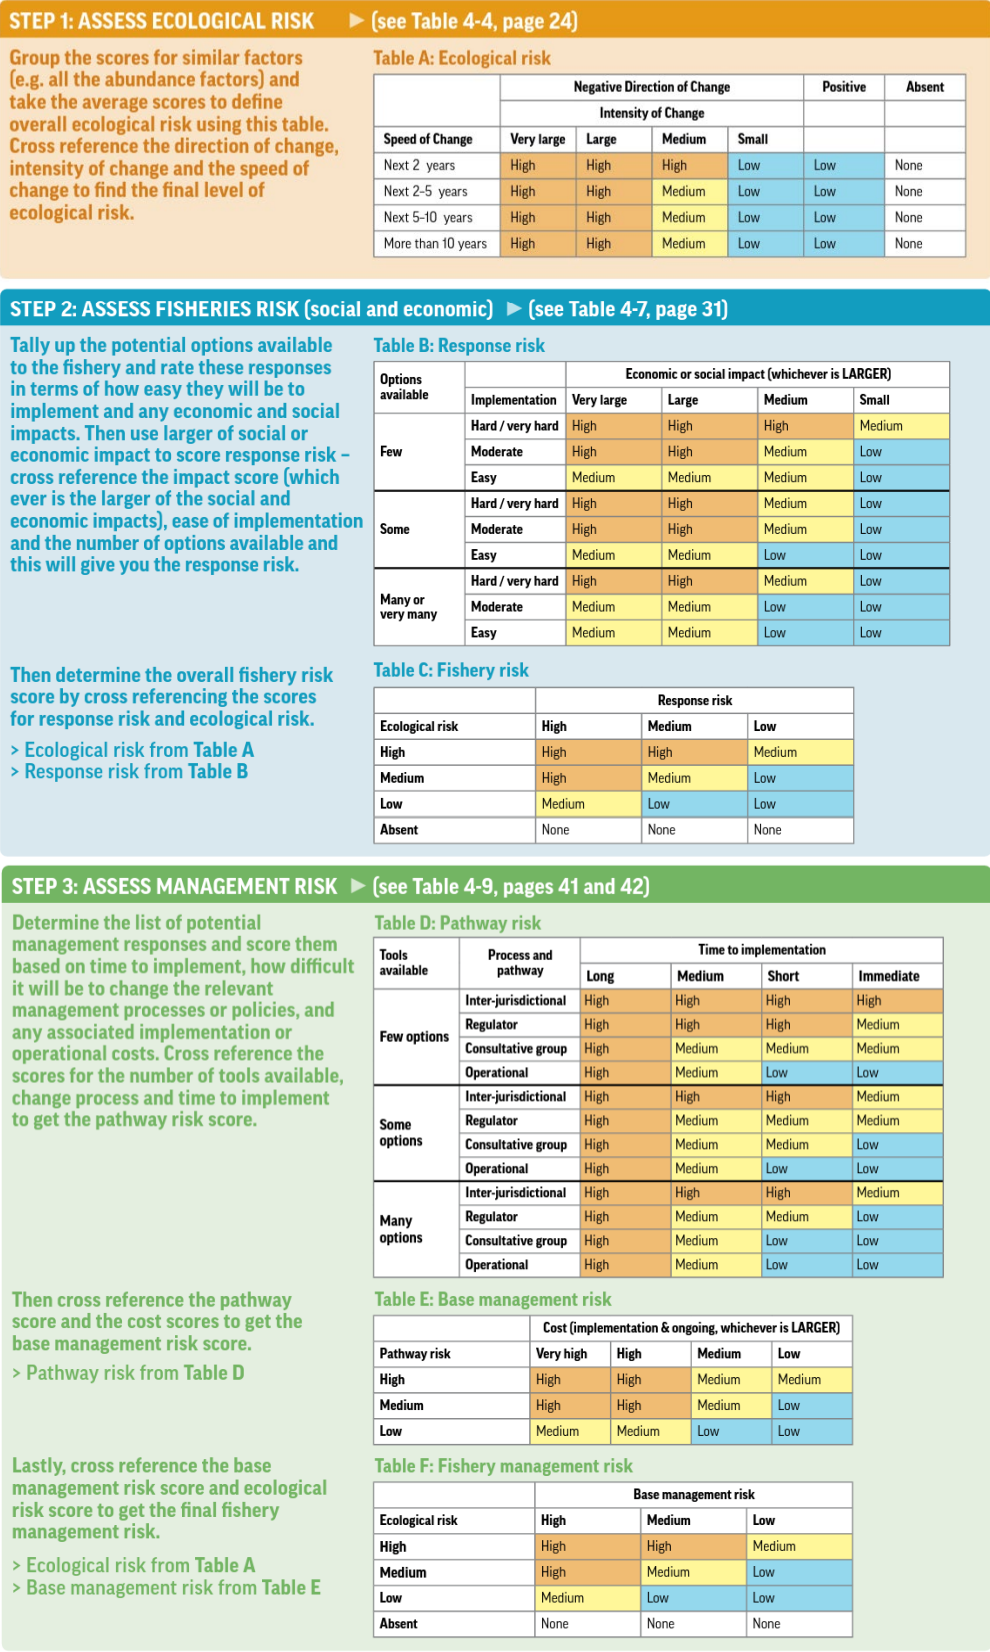 STEP 1: ASSESS ECOLOGICAL RISK ▶ (see Table 4-4, page 24)
Group the scores for similar factors
(e.g. all the abundance factors) and
take the average scores to define
overall ecological risk using this table.
Cross reference the direction of change,
intensity of change and the speed of
change to find the final level of
ecological risk.
Table A: Ecological risk
Negative Direction of Change Positive Absent
Intensity of Change
Speed of Change Very large Large Medium Small
Next 2 years High High High Low Low None
Next 2-5 years High High Medium Low Low None
Next 5-10 years High High Medium Low Low None
More than 10 years High High Medium Low Low None
STEP 2: ASSESS FISHERIES RISK (social and economic) ▶ (see Table 4-7, page 31)
Tally up the potential options available
to the fishery and rate these responses
in terms of how easy they will be to
implement and any economic and social
impacts. Then use larger of social or
economic impact to score response risk –
cross reference the impact score (which
ever is the larger of the social and
economic impacts), ease of implementation
and the number of options available and
this will give you the response risk.
Table B: Response risk
Options available Economic or social impact (whichever is LARGER)
Implementation Very large Large Medium Small
Few Hard / very hard High High High Medium
Moderate High High Medium Low
Easy Medium Medium Medium Low
Some Hard / very hard High High Medium Low
Moderate High High Medium Low
Easy Medium Medium Low Low
Many or very many Hard / very hard High High Medium Low
Moderate Medium Medium Low Low
Easy Medium Medium Low Low
Then determine the overall fishery risk
score by cross referencing the scores
for response risk and ecological risk.
> Ecological risk from Table A
> Response risk from Table B
Table C: Fishery risk
Response risk
Ecological risk High Medium Low
High High High Medium
Medium High Medium Low
Low Medium Low Low
Absent None None None
STEP 3: ASSESS MANAGEMENT RISK ▶ (see Table 4-9, pages 41 and 42)
Determine the list of potential
management responses and score them
based on time to implement, how difficult
it will be to change the relevant
management processes or policies, and
any associated implementation or
operational costs. Cross reference the
scores for the number of tools available,
change process and time to implement
to get the pathway risk score.
Table D: Pathway risk
Tools available Process and pathway Time to implementation
Long Medium Short Immediate
Few options Inter-jurisdictional High High High High
Regulator High High High Medium
Consultative group High Medium Medium Medium
Operational High Medium Low Low
Some options Inter-jurisdictional High High High Medium
Regulator High Medium Medium Medium
Consultative group High Medium Medium Low
Operational High Medium Low Low
Many options Inter-jurisdictional High High High Medium
Regulator High Medium Medium Low
Consultative group High Medium Low Low
Operational High Medium Low Low
Then cross reference the pathway
score and the cost scores to get the
base management risk score.
> Pathway risk from Table D
Table E: Base management risk
Cost (implementation & ongoing, whichever is LARGER)
Pathway risk Very high High Medium Low
High High High Medium Medium
Medium High High Medium Low
Low Medium Medium Low Low
Lastly, cross reference the base
management risk score and ecological
risk score to get the final fishery
management risk.
> Ecological risk from Table A
> Base management risk from Table E
Table F: Fishery management risk
Base management risk
Ecological risk High Medium Low
High High High Medium
Medium High Medium Low
Low Medium Low Low
Absent None None None